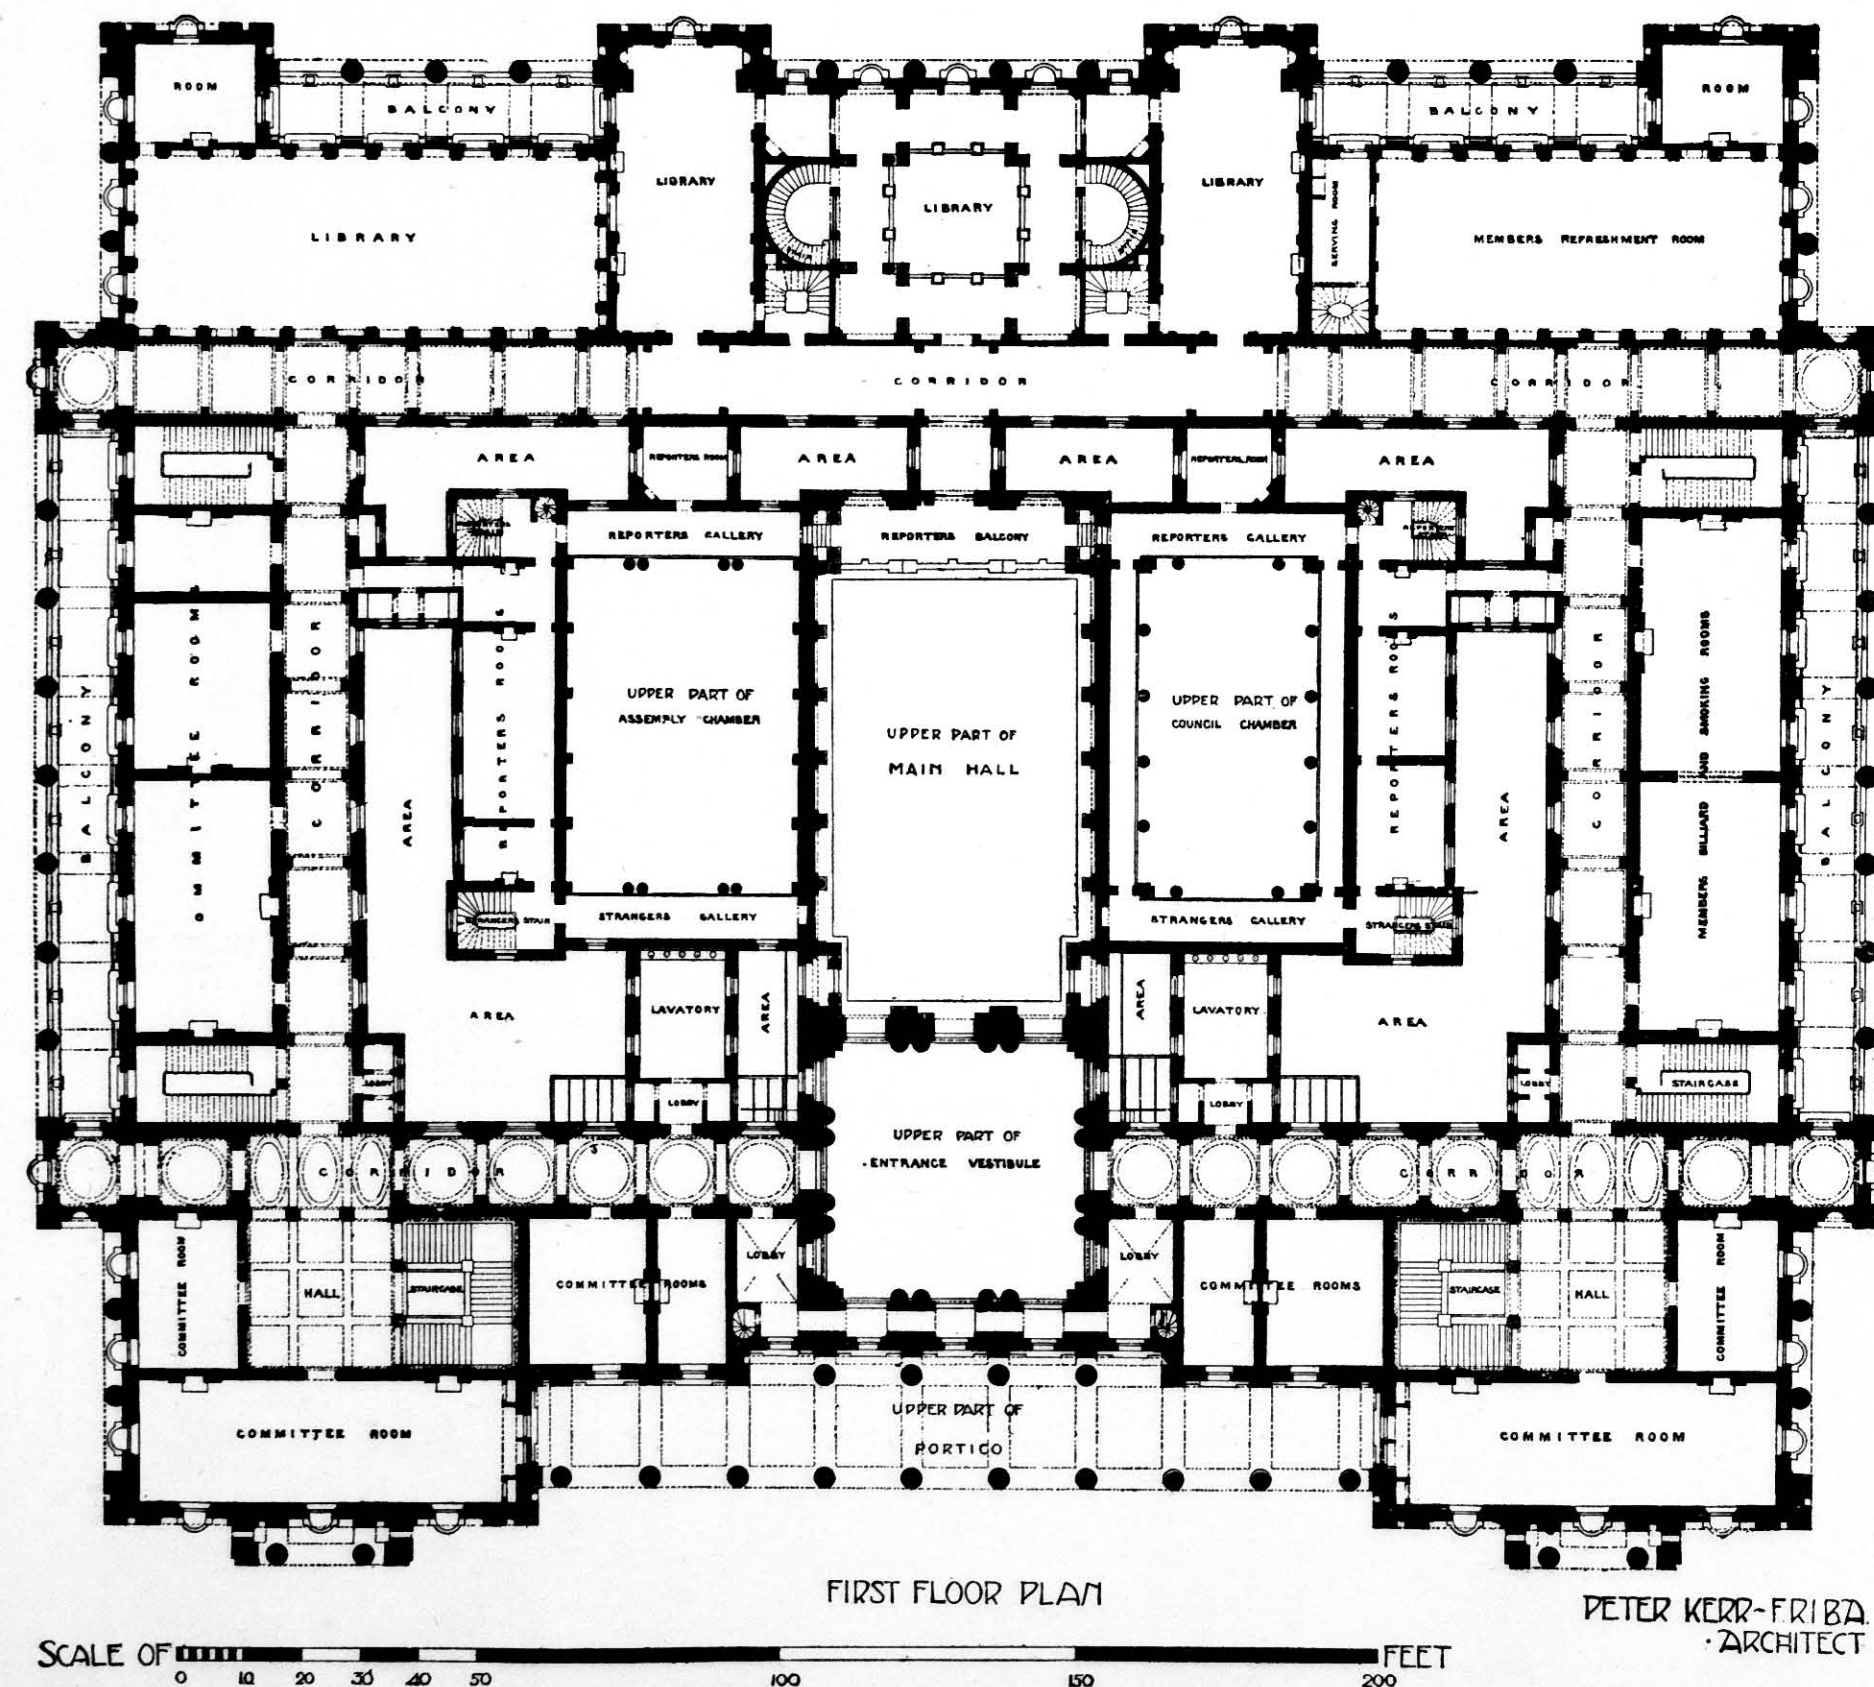 ROOM
BALCONY
LIBRARY
LIBRARY
LIBRARY
LIBRARY
BALCONY
ROOM
SERVING ROOM
MEMBERS REFRESHMENT ROOM
CORRIDOR
CORRIDOR
CORRIDOR
AREA
REPORTERS ROOM
AREA
AREA
REPORTERS ROOM
AREA
REPORTERS GALLERY
REPORTERS BALCONY
REPORTERS GALLERY
BALCONY
CORRIDOR
AREA
REPORTERS ROOMS
UPPER PART OF
ASSEMBLY CHAMBER
UPPER PART OF
MAIN HALL
UPPER PART OF
COUNCIL CHAMBER
REPORTERS ROOMS
AREA
CORRIDOR
MEMBERS BILLIARD AND SMOKING ROOMS
BALCONY
STRANGERS STAIR
STRANGERS GALLERY
STRANGERS GALLERY
STRANGERS STAIR
AREA
LAVATORY
AREA
AREA
LAVATORY
AREA
LOBBY
LOBBY
LOBBY
LOBBY
STAIRCASE
CORRIDOR
UPPER PART OF
ENTRANCE VESTIBULE
CORRIDOR
COMMITTEE ROOM
HALL
STAIRCASE
COMMITTEE ROOMS
LOBBY
LOBBY
COMMITTEE ROOMS
STAIRCASE
HALL
COMMITTEE ROOM
COMMITTEE ROOM
UPPER PART OF
PORTICO
COMMITTEE ROOM
FIRST FLOOR PLAN
PETER KERR-F.R.I.B.A.
ARCHITECT
SCALE OF FEET
0 10 20 30 40 50 100 150 200